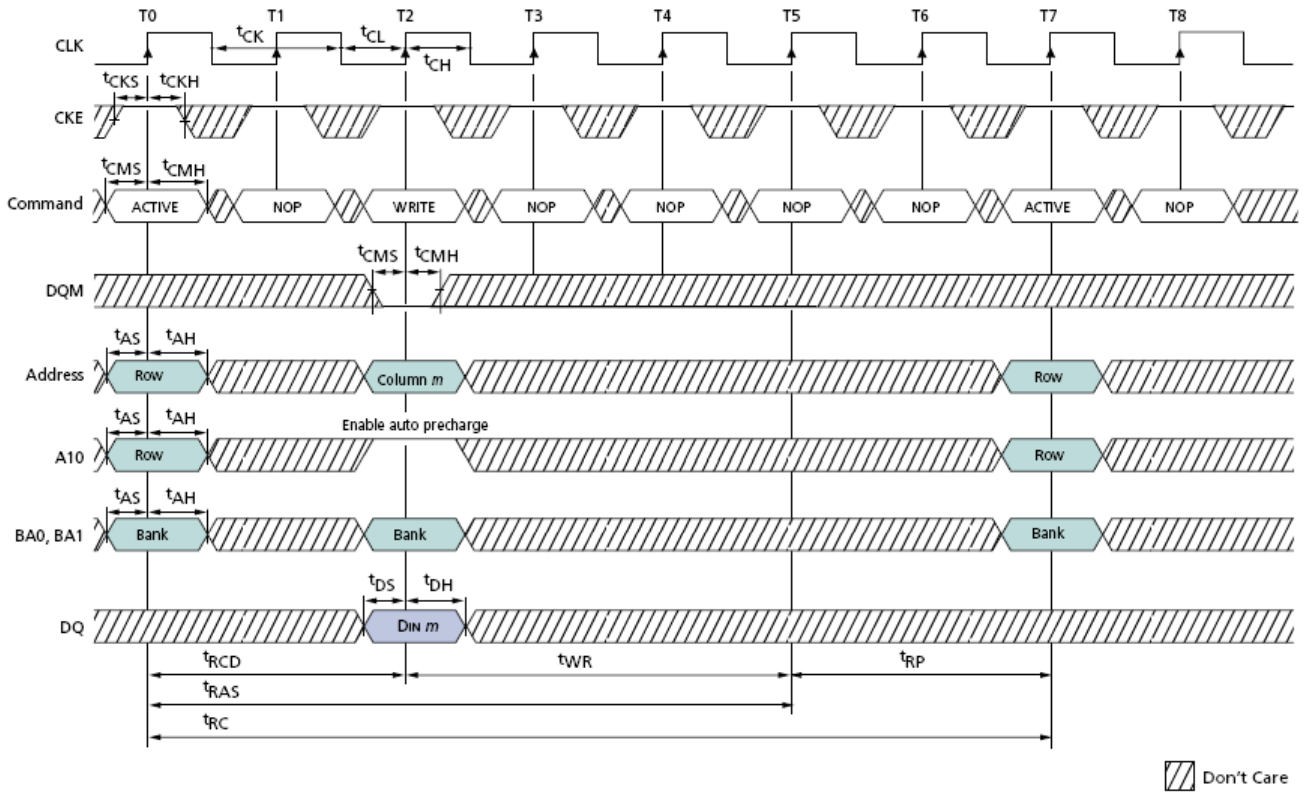 T0 T1 T2 T3 T4 T5 T6 T7 T8
CLK
tCK tCL
tCH
tCKS tCKH
CKE
tCMS tCMH
Command ACTIVE NOP WRITE NOP NOP NOP NOP ACTIVE NOP
tCMS tCMH
DQM
tAS tAH
Address Row Column m Row
tAS tAH Enable auto precharge
A10 Row Row
tAS tAH
BA0, BA1 Bank Bank Bank
tDS tDH
DQ DIN m
tRCD tWR tRP
tRAS
tRC
Don't Care